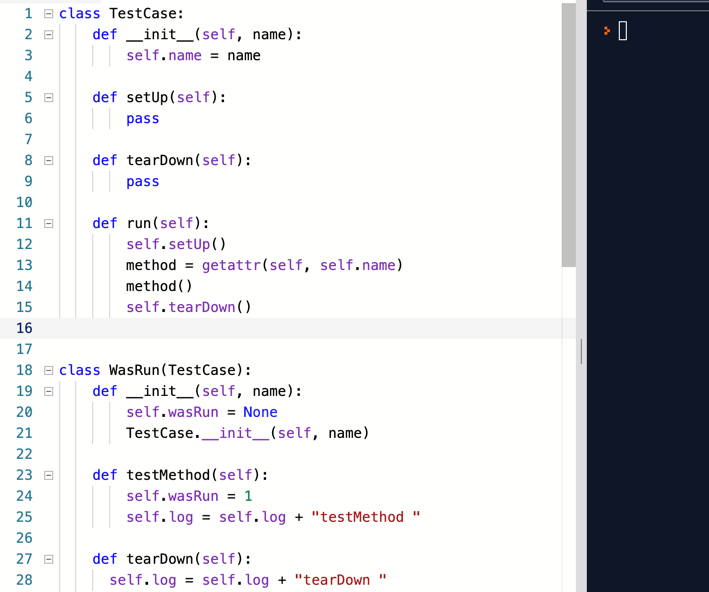 1 class TestCase:
2 def __init__(self, name):
3 self.name = name
4
5 def setUp(self):
6 pass
7
8 def tearDown(self):
9 pass
10
11 def run(self):
12 self.setUp()
13 method = getattr(self, self.name)
14 method()
15 self.tearDown()
16
17
18 class WasRun(TestCase):
19 def __init__(self, name):
20 self.wasRun = None
21 TestCase.__init__(self, name)
22
23 def testMethod(self):
24 self.wasRun = 1
25 self.log = self.log + "testMethod "
26
27 def tearDown(self):
28 self.log = self.log + "tearDown "